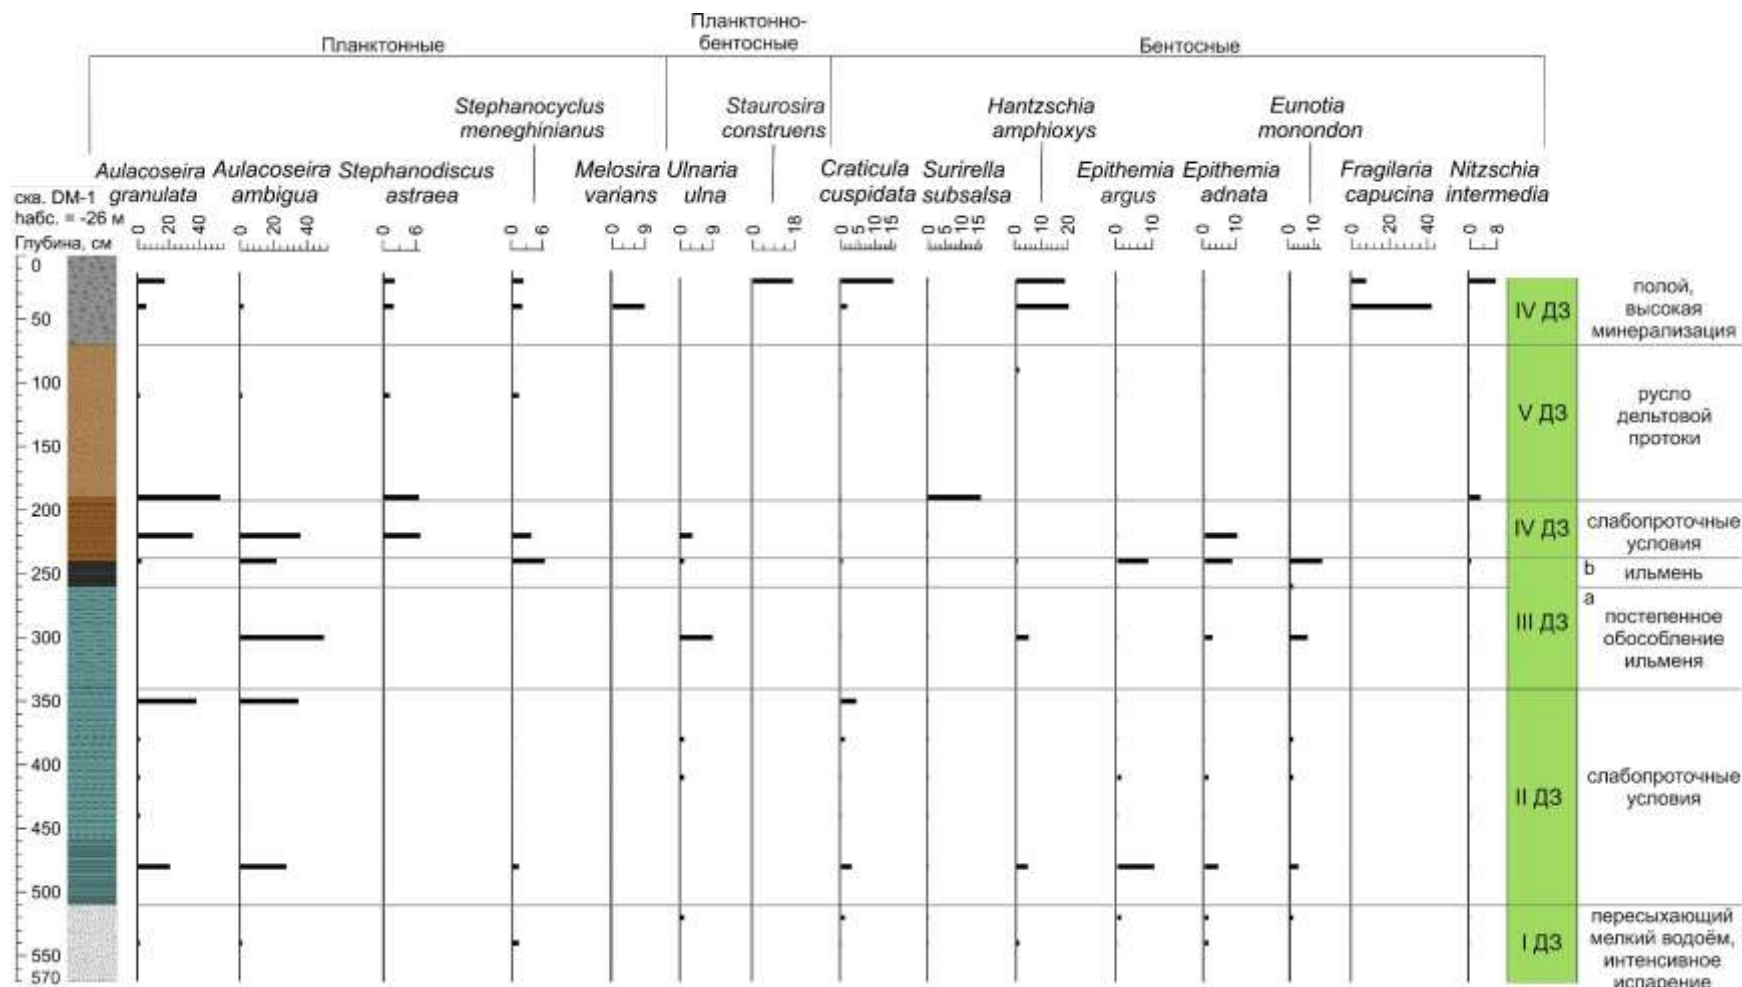 Планктонные
Планктонно-
бентосные
Бентосные
Stephanocyclus
meneghinianus
Staurosira
construens
Hantzschia
amphioxys
Eunotia
monondon
Aulacoseira
granulata
Aulacoseira
ambigua
Stephanodiscus
astraea
Melosira
varians
Ulnaria
ulna
Craticula
cuspidata
Surirella
subsalsa
Epithemia
argus
Epithemia
adnata
Fragilaria
capucina
Nitzschia
intermedia
скв. DM-1
hабс. = -26 м
Глубина, см
20 40
0 20 40
0 6
0 6
0 9
0 9
0 18
0 5 10 15
0 5 10 15
0 10 20
0 10
0 10
0 10
0 20 40
0 8
0
50
100
150
200
250
300
350
400
450
500
550
570
IV ДЗ
полой,
высокая
минерализация
V ДЗ
русло
дельтовой
протоки
IV ДЗ
слабопроточные
условия
b ильмень
III ДЗ
a
постепенное
обособление
ильменя
II ДЗ
слабопроточные
условия
I ДЗ
пересыхающий
мелкий водоём,
интенсивное
испарение